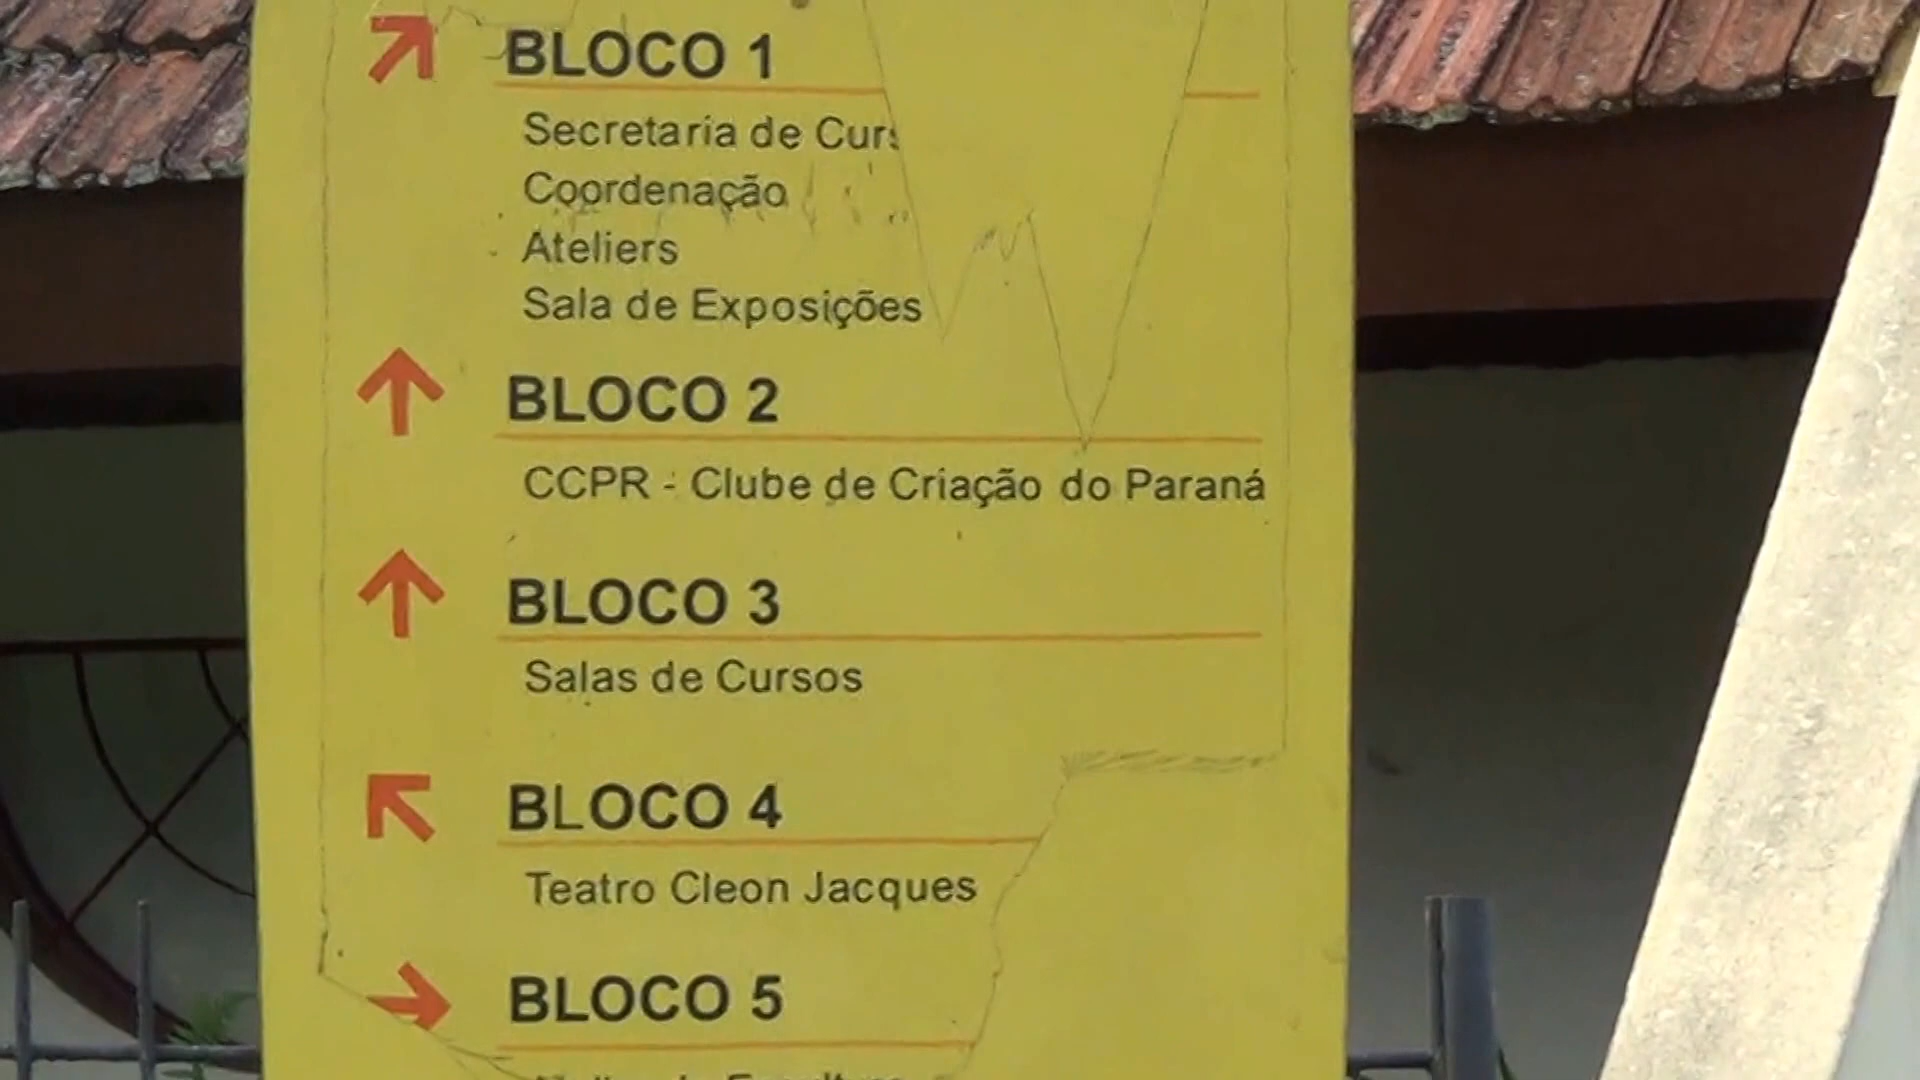 BLOCO 1
Secretaria de Curs
Coordenação
Ateliers
Sala de Exposições
BLOCO 2
CCPR - Clube de Criação do Paraná
BLOCO 3
Salas de Cursos
BLOCO 4
Teatro Cleon Jacques
BLOCO 5